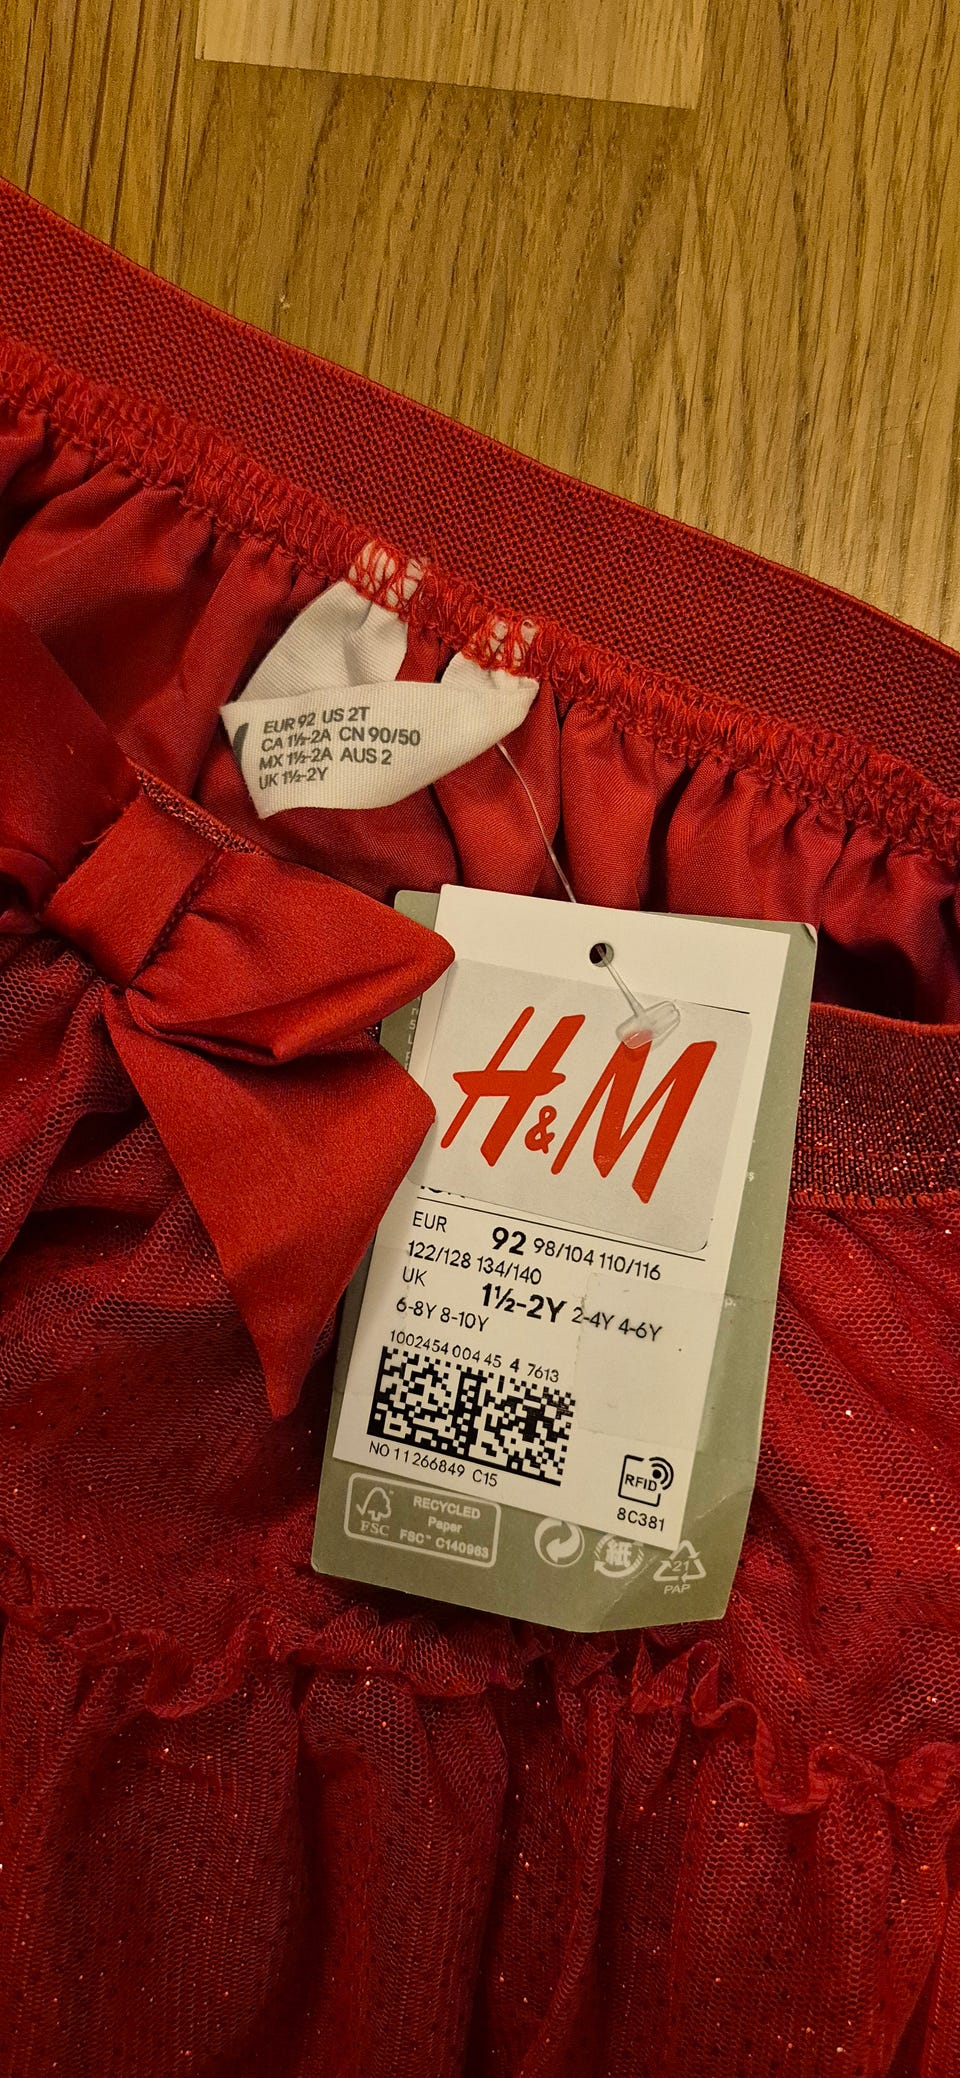 EUR 92 US 2T
CA 1½-2A CN 90/50
MX 1½-2A AUS 2
UK 1½-2Y
H&M
EUR 92 98/104 110/116
122/128 134/140
UK 1½-2Y 2-4Y 4-6Y
6-8Y 8-10Y
1002454 004 45 4 7613
NO 11 266849 C15
RFID
8C381
FSC
RECYCLED
Paper
FSC™ C140963
紙
21
PAP